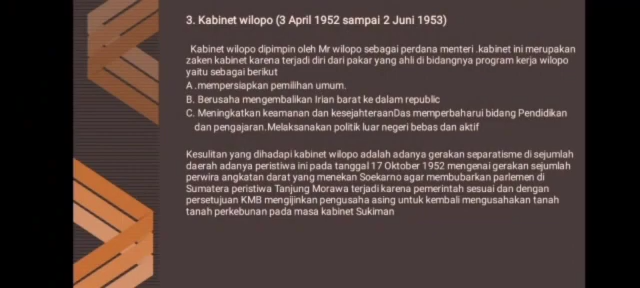 3. Kabinet wilopo (3 April 1952 sampai 2 Juni 1953)
Kabinet wilopo dipimpin oleh Mr wilopo sebagai perdana menteri .kabinet ini merupakan
zaken kabinet karena terjadi diri dari pakar yang ahli di bidangnya program kerja wilopo
yaitu sebagai berikut
A .mempersiapkan pemilihan umum.
B. Berusaha mengembalikan Irian barat ke dalam republic
C. Meningkatkan keamanan dan kesejahteraanDas memperbaharui bidang Pendidikan
dan pengajaran.Melaksanakan politik luar negeri bebas dan aktif
Kesulitan yang dihadapi kabinet wilopo adalah adanya gerakan separatisme di sejumlah
daerah adanya peristiwa ini pada tanggal 17 Oktober 1952 mengenai gerakan sejumlah
perwira angkatan darat yang menekan Soekarno agar membubarkan parlemen di
Sumatera peristiwa Tanjung Morawa terjadi karena pemerintah sesuai dan dengan
persetujuan KMB mengijinkan pengusaha asing untuk kembali mengusahakan tanah
tanah perkebunan pada masa kabinet Sukiman